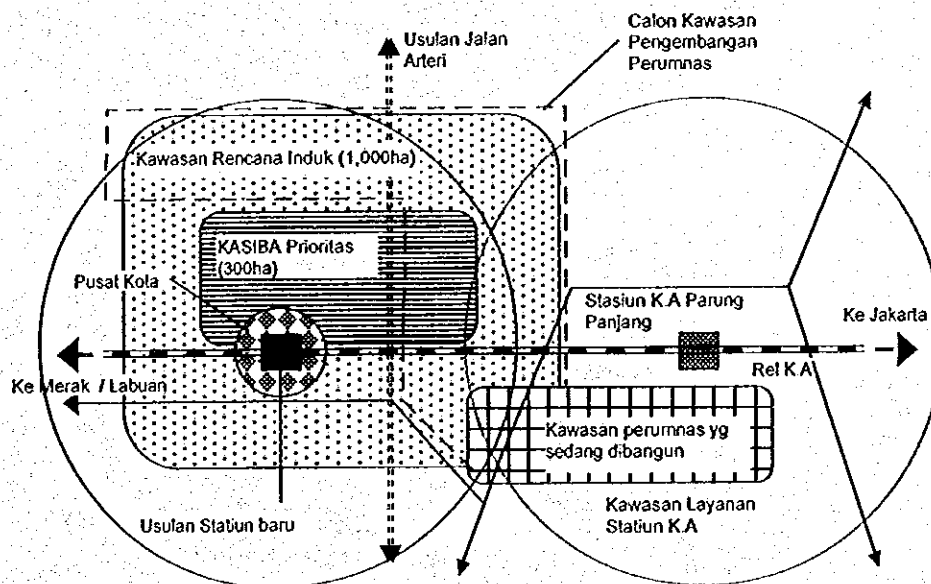 Usulan Jalan
Arteri
Calon Kawasan
Pengembangan
Perumnas
Kawasan Rencana Induk (1,000ha)
KASIBA Prioritas
(300ha)
Pusat Kota
Stasiun K.A Parung
Panjang
Ke Jakarta
Rel K.A
Ke Merak / Labuan
Kawasan perumnas yg
sedang dibangun
Kawasan Layanan
Statiun K.A
Usulan Statiun baru